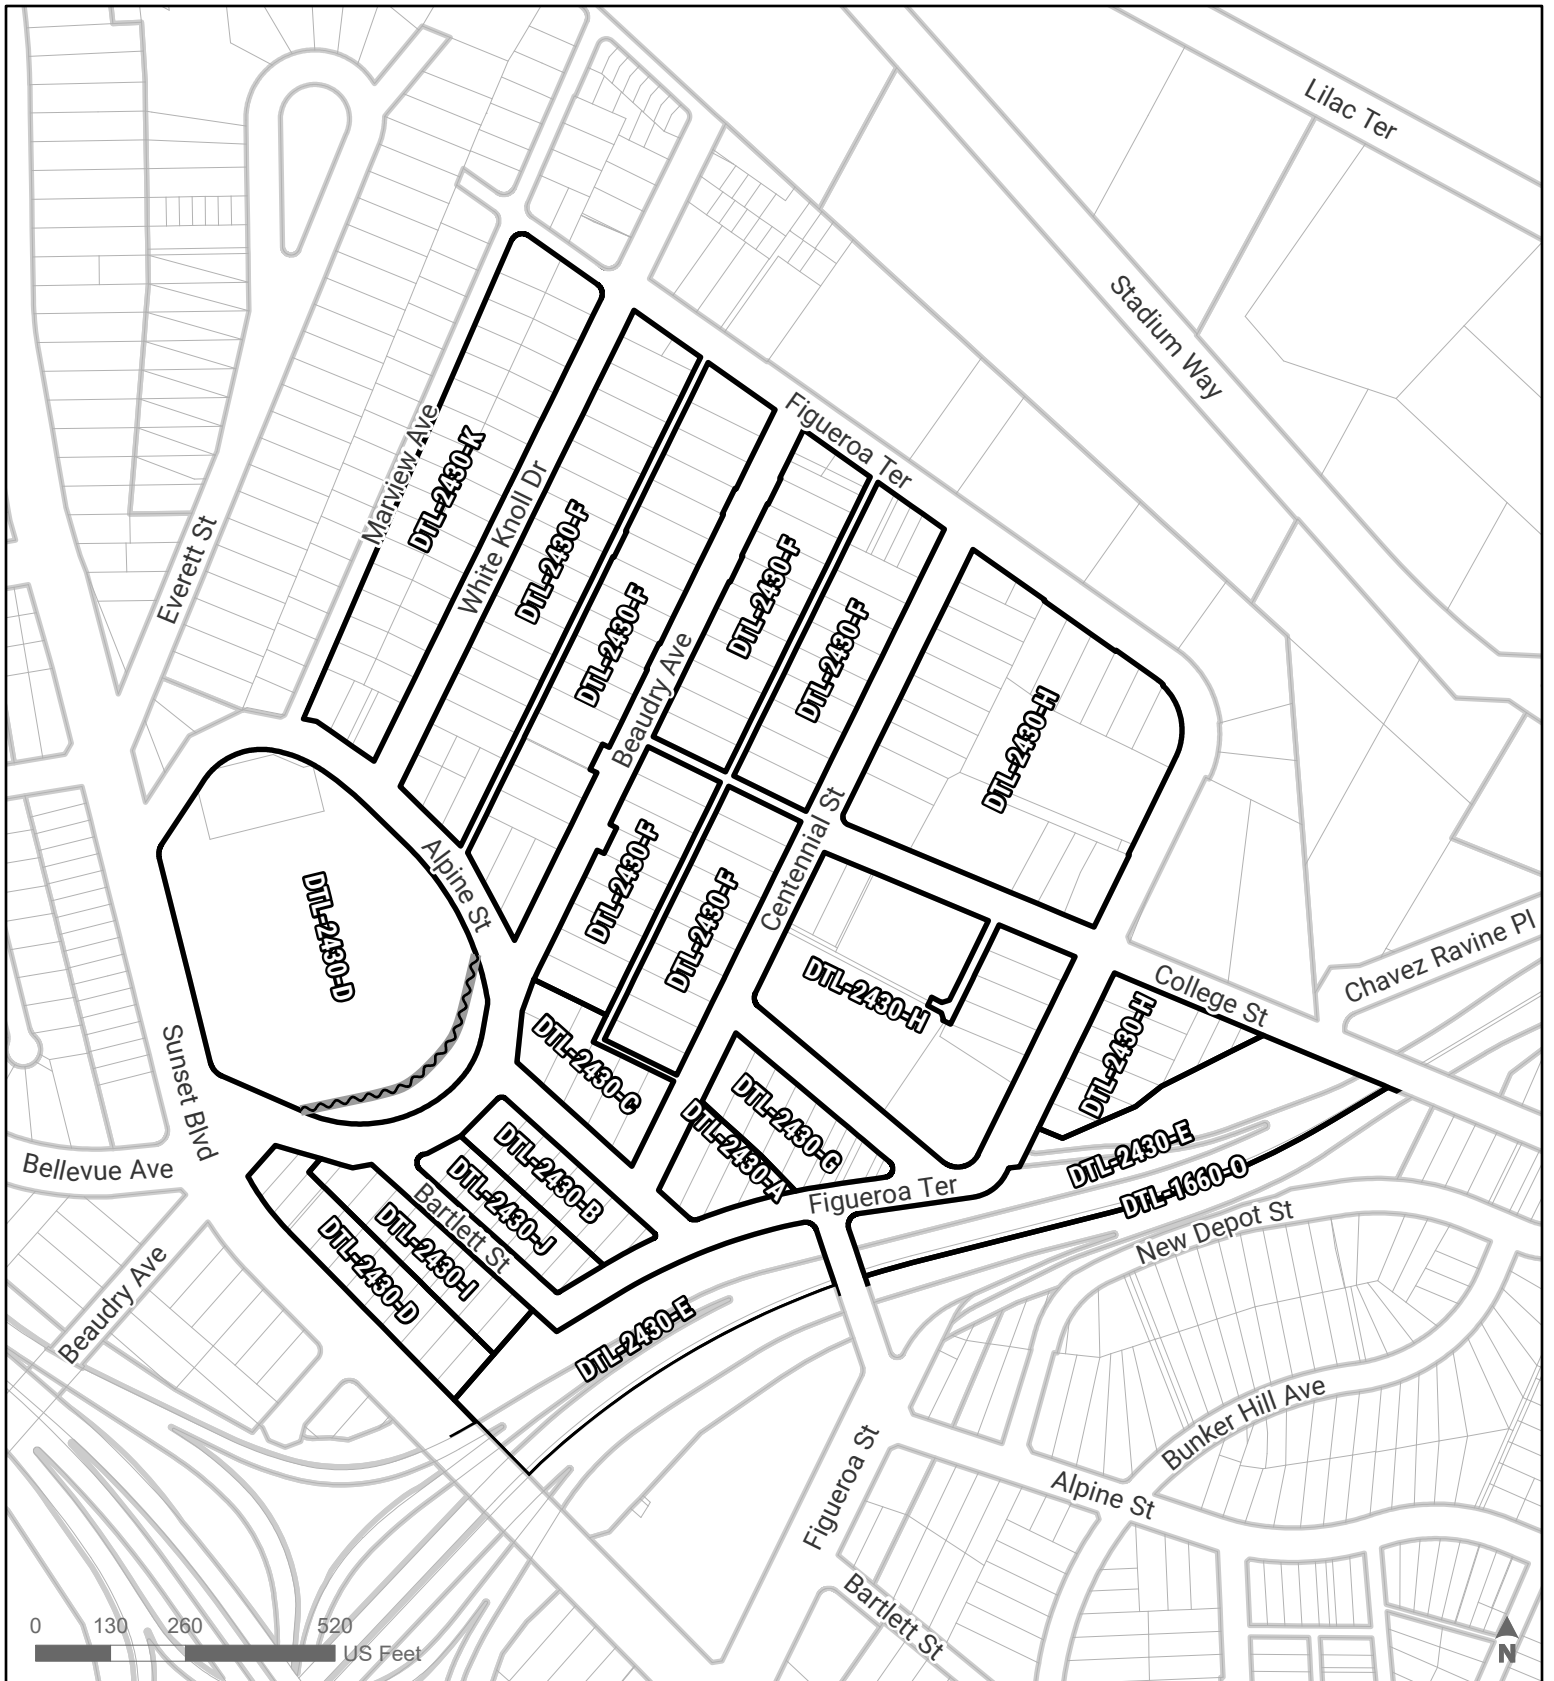 Lilac Ter
Stadium Way
Figueroa Ter
Marview Ave
DTL-2430-K
White Knoll Dr
DTL-2430-F
DTL-2430-F
DTL-2430-F
DTL-2430-F
Everett St
Beaudry Ave
DTL-2430-H
Centennial St
Alpine St
DTL-2430-F
DTL-2430-F
DTL-2430-D
Chavez Ravine Pl
College St
DTL-2430-H
DTL-2430-H
DTL-2430-C
Sunset Blvd
DTL-2430-G
DTL-2430-A
DTL-2430-E
DTL-1660-O
Bellevue Ave
DTL-2430-B
DTL-2430-J
Bartlett St
Figueroa Ter
New Depot St
DTL-2430-I
DTL-2430-D
Beaudry Ave
DTL-2430-E
Bunker Hill Ave
Figueroa St
Alpine St
Bartlett St
0 130 260 520
US Feet
N